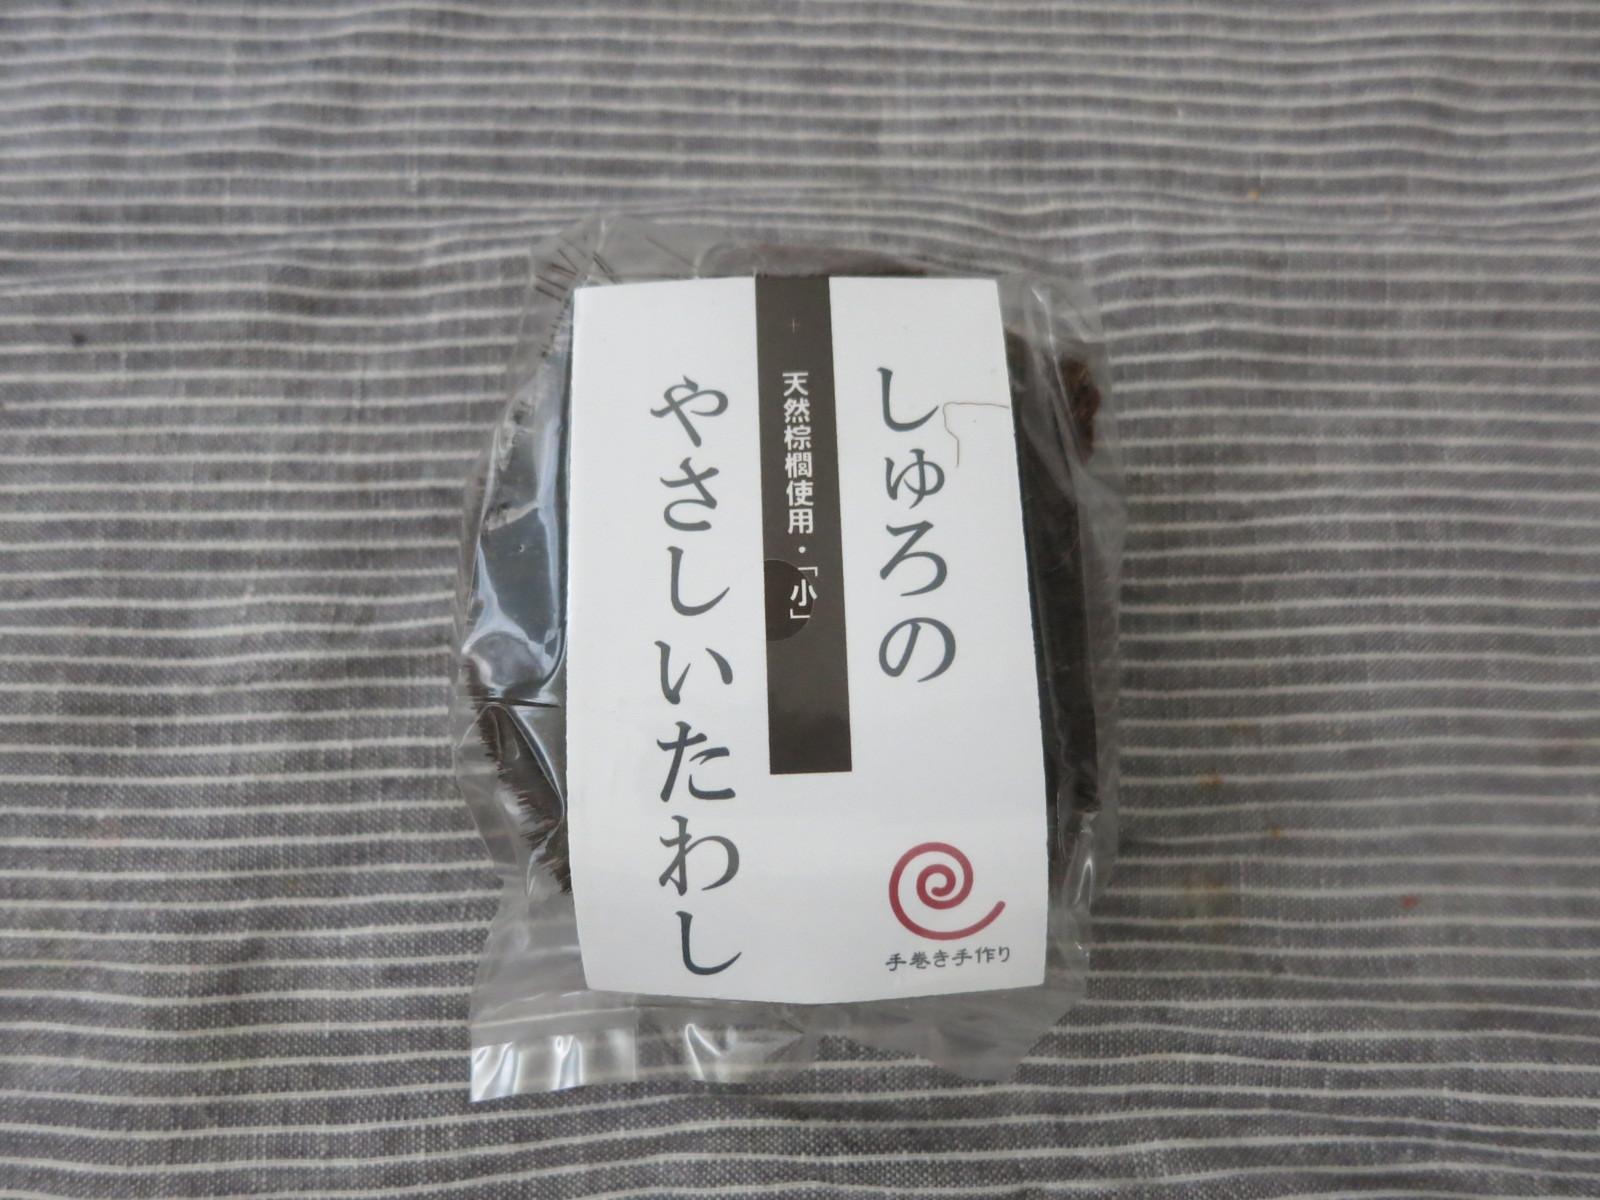 しゅろの
天然棕櫚使用・「小」
やさしいたわし
手巻き手作り